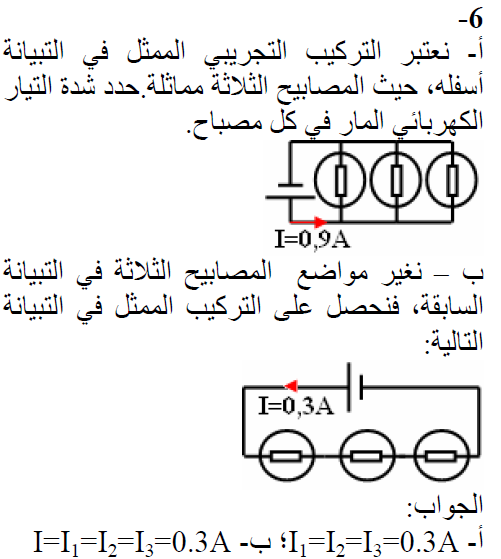 6-
أ- نعتبر التركيب التجريبي الممثل في التبيانة
أسفله، حيث المصابيح الثلاثة مماثلة.حدد شدة التيار
الكهربائي المار في كل مصباح.
I=0,9A
ب – نغير مواضع المصابيح الثلاثة في التبيانة
السابقة، فنحصل على التركيب الممثل في التبيانة
التالية:
I=0,3A
الجواب:
أ- I₁=I₂=I₃=0.3A؛ ب- I=I₁=I₂=I₃=0.3A